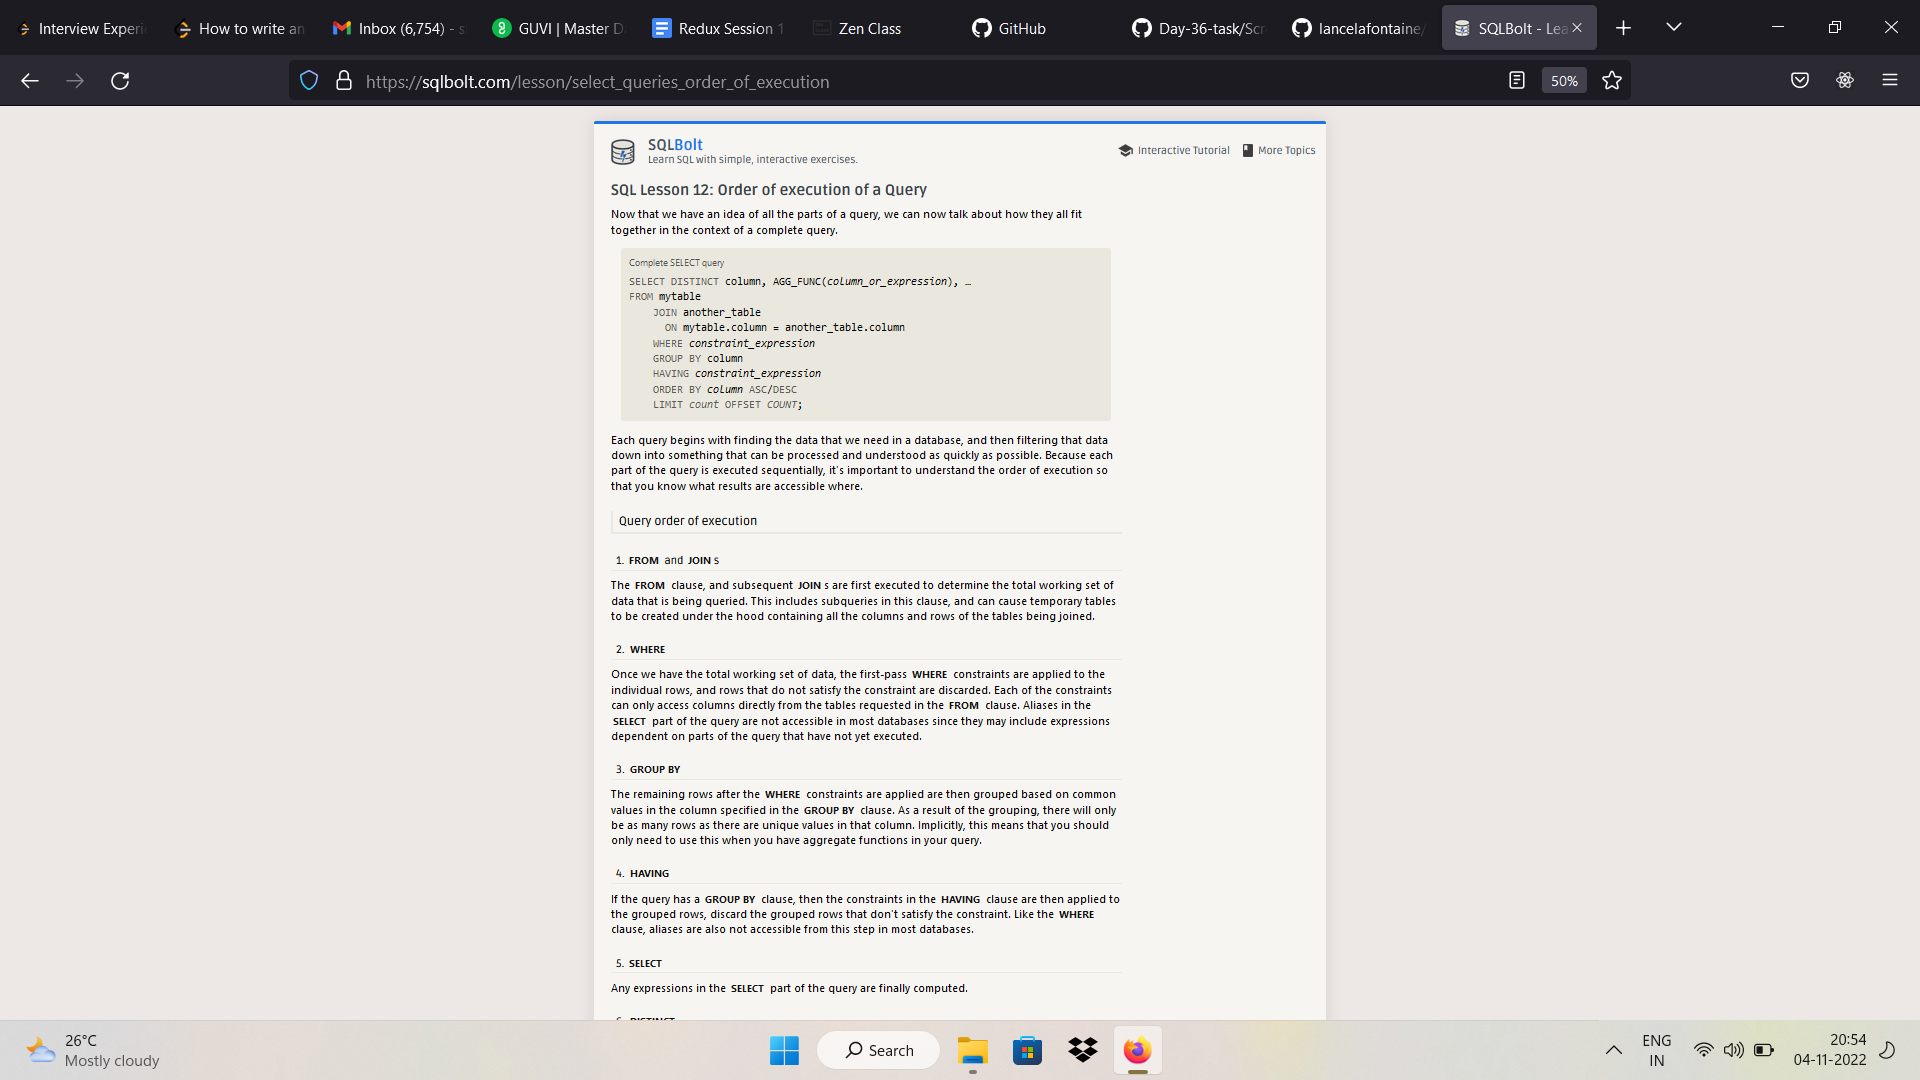 Interview Experi
How to write an
Inbox (6,754) - s
GUVI | Master D
Redux Session 1
Zen Class
GitHub
Day-36-task/Scr
lancelafontaine/
SQLBolt - Lea
https://sqlbolt.com/lesson/select_queries_order_of_execution
50%
SQLBolt
Learn SQL with simple, interactive exercises.
Interactive Tutorial
More Topics
SQL Lesson 12: Order of execution of a Query
Now that we have an idea of all the parts of a query, we can now talk about how they all fit
together in the context of a complete query.
Complete SELECT query
SELECT DISTINCT column, AGG_FUNC(column_or_expression), …
FROM mytable
JOIN another_table
ON mytable.column = another_table.column
WHERE constraint_expression
GROUP BY column
HAVING constraint_expression
ORDER BY column ASC/DESC
LIMIT count OFFSET COUNT;
Each query begins with finding the data that we need in a database, and then filtering that data
down into something that can be processed and understood as quickly as possible. Because each
part of the query is executed sequentially, it's important to understand the order of execution so
that you know what results are accessible where.
Query order of execution
1. FROM and JOIN s
The FROM clause, and subsequent JOIN s are first executed to determine the total working set of
data that is being queried. This includes subqueries in this clause, and can cause temporary tables
to be created under the hood containing all the columns and rows of the tables being joined.
2. WHERE
Once we have the total working set of data, the first-pass WHERE constraints are applied to the
individual rows, and rows that do not satisfy the constraint are discarded. Each of the constraints
can only access columns directly from the tables requested in the FROM clause. Aliases in the
SELECT part of the query are not accessible in most databases since they may include expressions
dependent on parts of the query that have not yet executed.
3. GROUP BY
The remaining rows after the WHERE constraints are applied are then grouped based on common
values in the column specified in the GROUP BY clause. As a result of the grouping, there will only
be as many rows as there are unique values in that column. Implicitly, this means that you should
only need to use this when you have aggregate functions in your query.
4. HAVING
If the query has a GROUP BY clause, then the constraints in the HAVING clause are then applied to
the grouped rows, discard the grouped rows that don't satisfy the constraint. Like the WHERE
clause, aliases are also not accessible from this step in most databases.
5. SELECT
Any expressions in the SELECT part of the query are finally computed.
6. DISTINCT
26°C
Mostly cloudy
Search
ENG
IN
20:54
04-11-2022